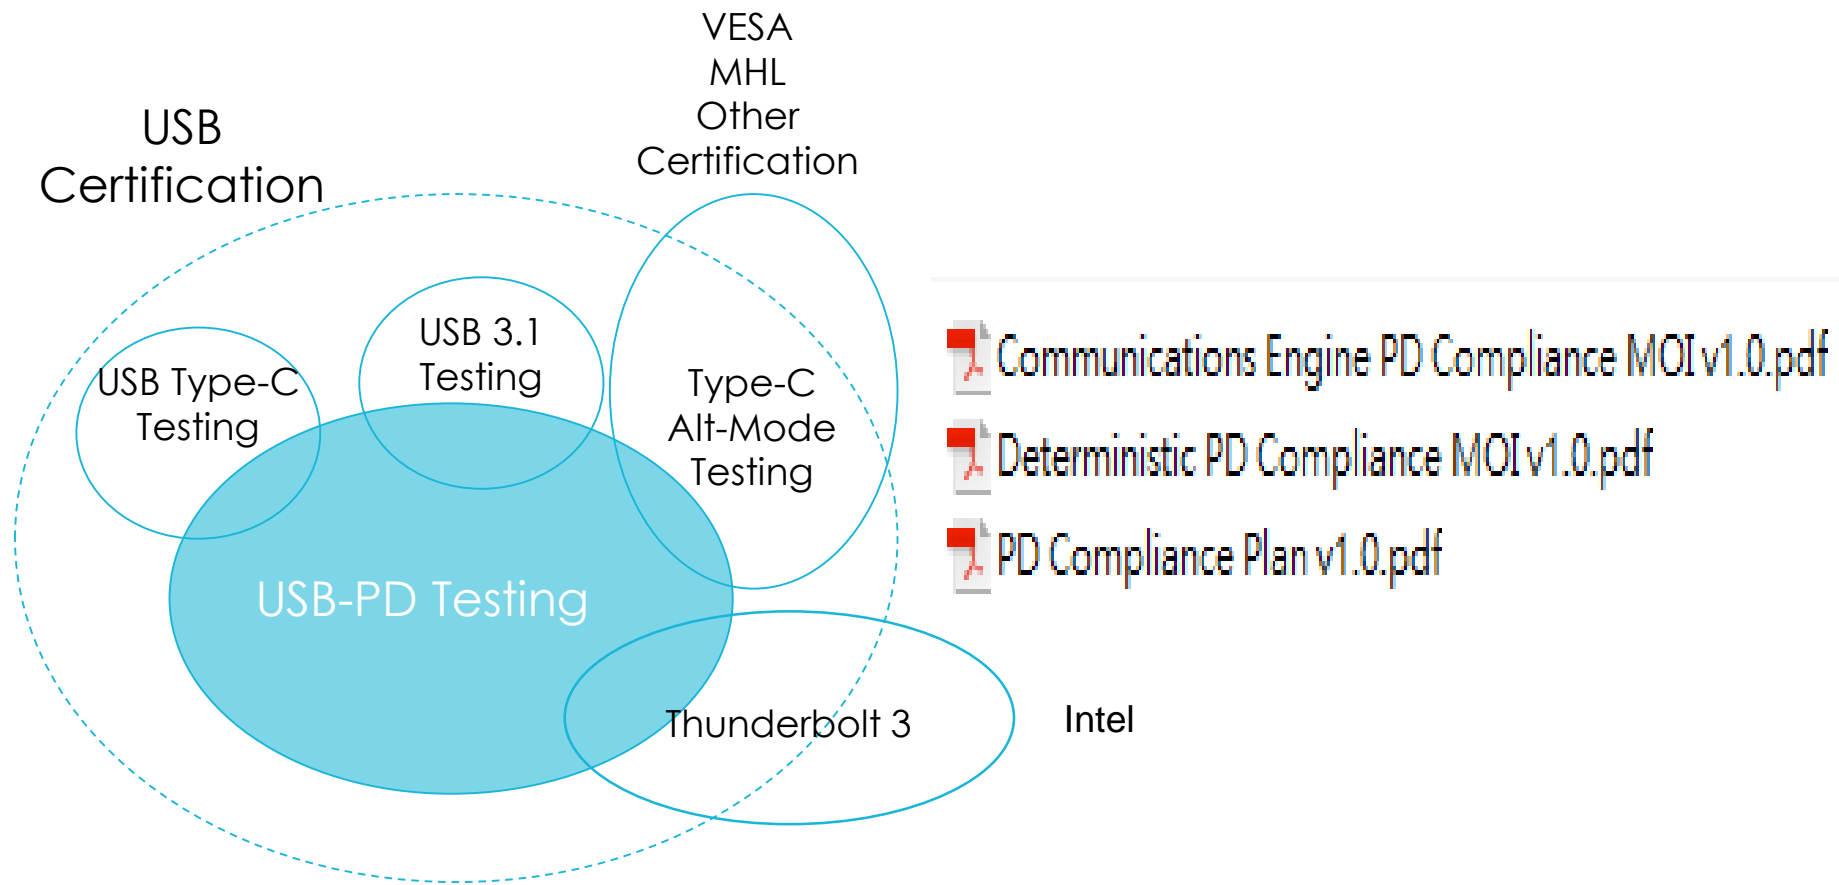 VESA
MHL
Other
Certification
USB
Certification
USB 3.1
Testing
USB Type-C
Testing
Type-C
Alt-Mode
Testing
USB-PD Testing
Thunderbolt 3
Intel
Communications Engine PD Compliance MOI v1.0.pdf
Deterministic PD Compliance MOI v1.0.pdf
PD Compliance Plan v1.0.pdf